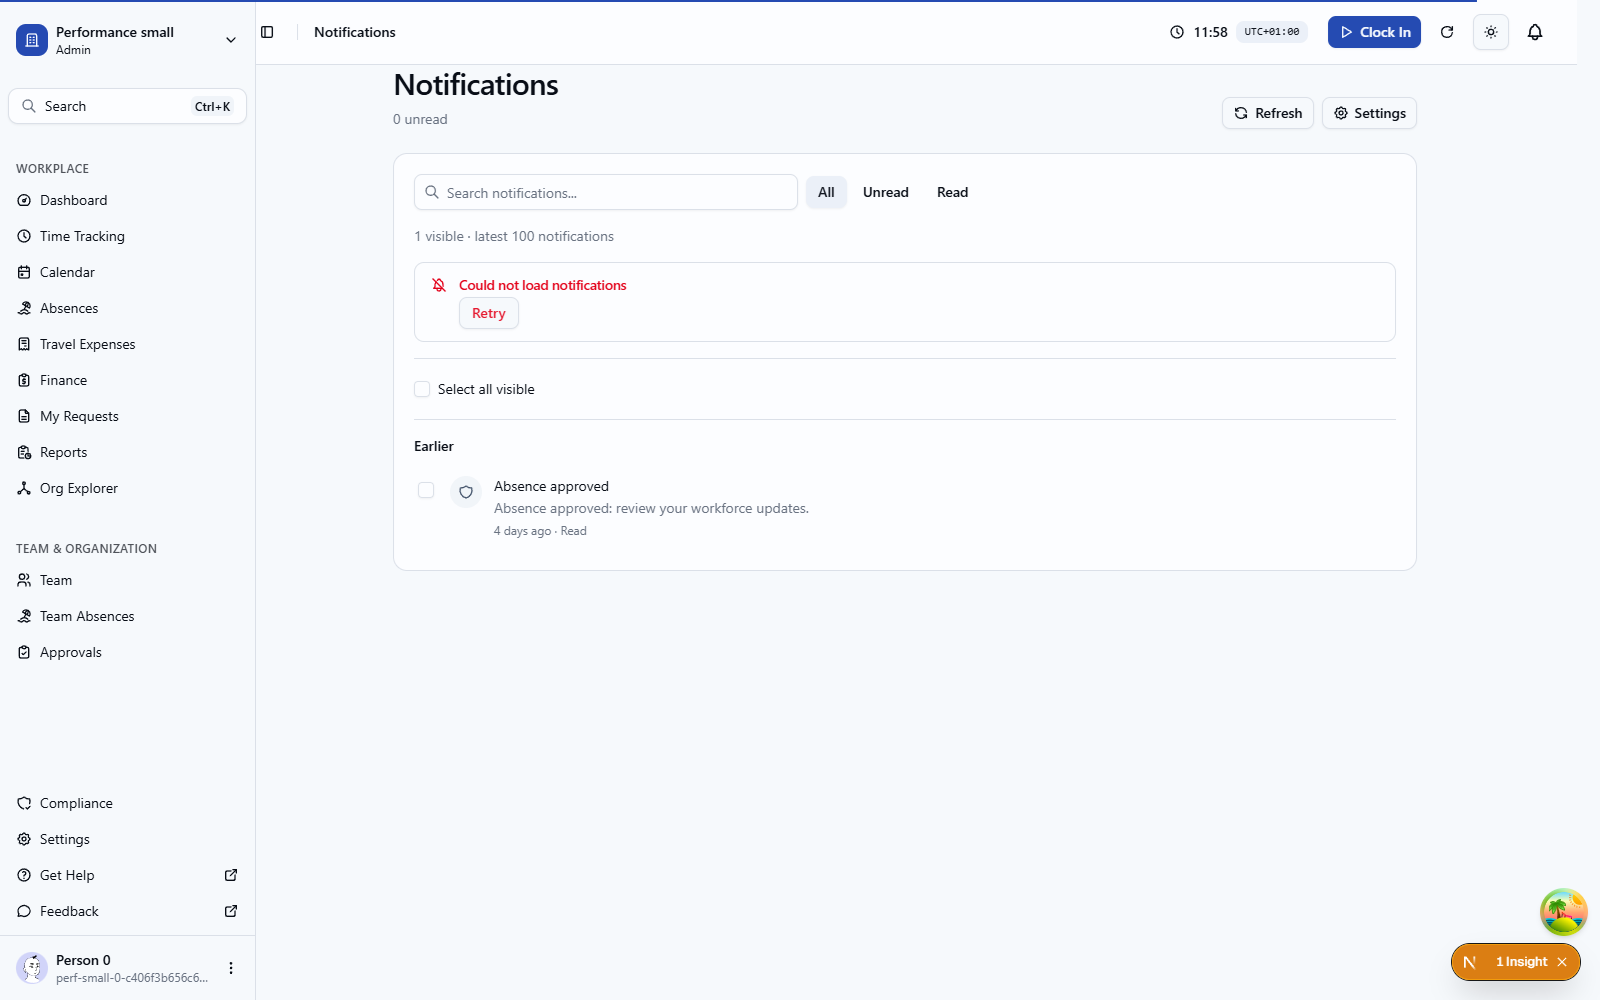 Performance small
Admin
Search
Ctrl+K
WORKPLACE
Dashboard
Time Tracking
Calendar
Absences
Travel Expenses
Finance
My Requests
Reports
Org Explorer
TEAM & ORGANIZATION
Team
Team Absences
Approvals
Compliance
Settings
Get Help
Feedback
Person 0
perf-small-0-c406f3b656c6...
Notifications
11:58
UTC+01:00
Clock In
Notifications
0 unread
Refresh
Settings
Search notifications...
All
Unread
Read
1 visible · latest 100 notifications
Could not load notifications
Retry
Select all visible
Earlier
Absence approved
Absence approved: review your workforce updates.
4 days ago · Read
N
1 Insight